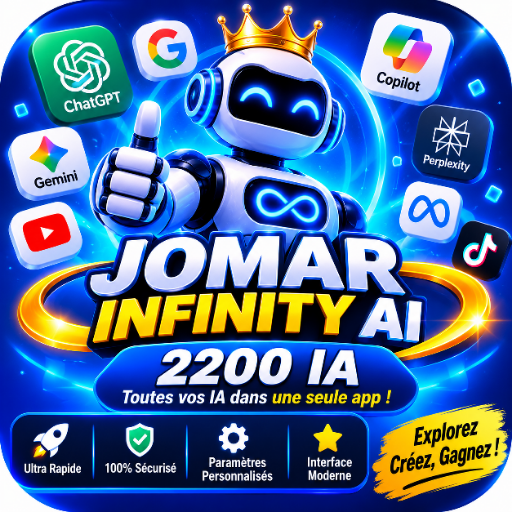 ChatGPT
G
Copilot
Gemini
Perplexity
JOMAR
INFINITY AI
2200 IA
Toutes vos IA dans une seule app !
Ultra Rapide
100% Sécurisé
Paramètres
Personnalisés
Interface
Moderne
Explorez
Créez, Gagnez !